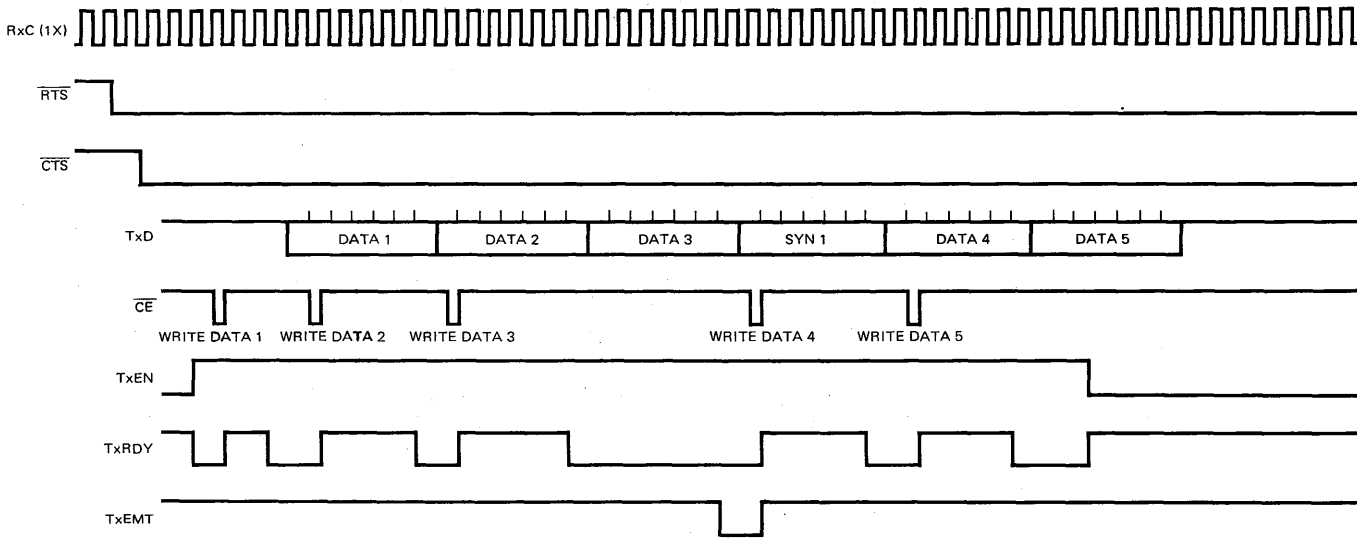 RxC (1X)
RTS
CTS
TxD
DATA 1 DATA 2 DATA 3 SYN 1 DATA 4 DATA 5
CE
WRITE DATA 1 WRITE DATA 2 WRITE DATA 3 WRITE DATA 4 WRITE DATA 5
TxEN
TxRDY
TxEMT